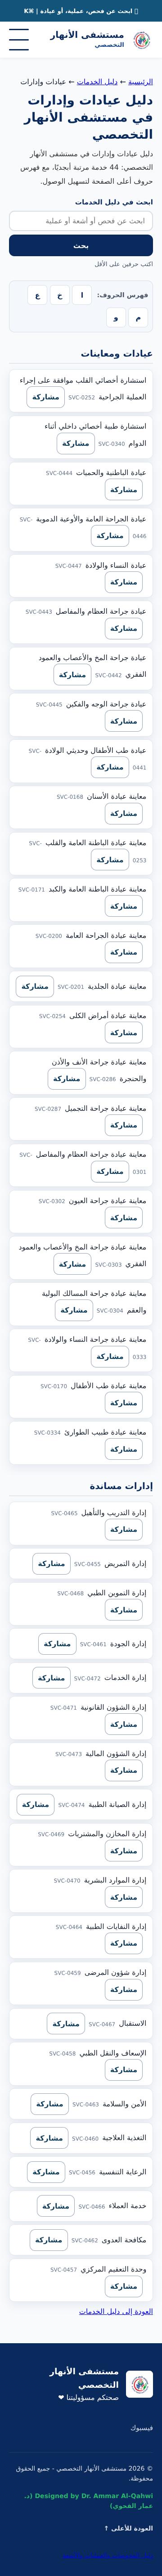 ابحث عن فحص، عيلية، أو عيادة | ⌘K
مستشفى الأنهار
التخصصي
الرئيسية ← دليل الخدمات ← عيادات وإدارات
دليل عيادات وإدارات
في مستشفى الأنهار
التخصصي
دليل عيادات وإدارات في مستشفى الأنهار
التخصصي: 44 خدمة مرتبة أبجديًا، مع فهرس
حروف أعلى الصفحة لتسهيل الوصول.
ابحث في دليل الخدمات
ابحث عن فحص أو أشعة أو عملية
بحث
اكتب حرفين على الأقل
فهرس الحروف: ا خ ع
م و
عيادات ومعاينات
استشارة أخصائي القلب موافقة على إجراء
العملية الجراحية SVC-0252 مشاركة
استشارة طبية أخصائي داخلي أثناء
الدوام SVC-0340 مشاركة
عيادة الباطنية والحميات SVC-0444
مشاركة
عيادة الجراحة العامة والأوعية الدموية SVC-
0446 مشاركة
عيادة النساء والولادة SVC-0447
مشاركة
عيادة جراحة العظام والمفاصل SVC-0443
مشاركة
عيادة جراحة المخ والأعصاب والعمود
الفقري SVC-0442 مشاركة
عيادة جراحة الوجه والفكين SVC-0445
مشاركة
عيادة طب الأطفال وحديثي الولادة SVC-
0441 مشاركة
معاينة عيادة الأسنان SVC-0168
مشاركة
معاينة عيادة الباطنة العامة والقلب SVC-
0253 مشاركة
معاينة عيادة الباطنة العامة والكبد SVC-0171
مشاركة
معاينة عيادة الجراحة العامة SVC-0200
مشاركة
معاينة عيادة الجلدية SVC-0201 مشاركة
معاينة عيادة أمراض الكلى SVC-0254
مشاركة
معاينة عيادة جراحة الأنف والأذن
والحنجرة SVC-0286 مشاركة
معاينة عيادة جراحة التجميل SVC-0287
مشاركة
معاينة عيادة جراحة العظام والمفاصل SVC-
0301 مشاركة
معاينة عيادة جراحة العيون SVC-0302
مشاركة
معاينة عيادة جراحة المخ والأعصاب والعمود
الفقري SVC-0303 مشاركة
معاينة عيادة جراحة المسالك البولية
والعقم SVC-0304 مشاركة
معاينة عيادة جراحة النساء والولادة SVC-
0333 مشاركة
معاينة عيادة طب الأطفال SVC-0170
مشاركة
معاينة عيادة طبيب الطوارئ SVC-0334
مشاركة
إدارات مساندة
إدارة التدريب والتأهيل SVC-0465
مشاركة
إدارة التمريض SVC-0455 مشاركة
إدارة التموين الطبي SVC-0468
مشاركة
إدارة الجودة SVC-0461 مشاركة
إدارة الخدمات SVC-0472 مشاركة
إدارة الشؤون القانونية SVC-0471
مشاركة
إدارة الشؤون المالية SVC-0473
مشاركة
إدارة الصيانة الطبية SVC-0474 مشاركة
إدارة المخازن والمشتريات SVC-0469
مشاركة
إدارة الموارد البشرية SVC-0470
مشاركة
إدارة النفايات الطبية SVC-0464
مشاركة
إدارة شؤون المرضى SVC-0459
مشاركة
الاستقبال SVC-0467 مشاركة
الإسعاف والنقل الطبي SVC-0458
مشاركة
الأمن والسلامة SVC-0463 مشاركة
التغذية العلاجية SVC-0460 مشاركة
الرعاية التنفسية SVC-0456 مشاركة
خدمة العملاء SVC-0466 مشاركة
مكافحة العدوى SVC-0462 مشاركة
وحدة التعقيم المركزي SVC-0457
مشاركة
العودة إلى دليل الخدمات
مستشفى الأنهار
التخصصي
صحتكم مسؤوليتنا ❤
فيسبوك
© 2026 مستشفى الأنهار التخصصي - جميع الحقوق
محفوظة.
Designed by Dr. Ammar Al-Qahwi (د.
عمار القحوي)
العودة للأعلى ↑